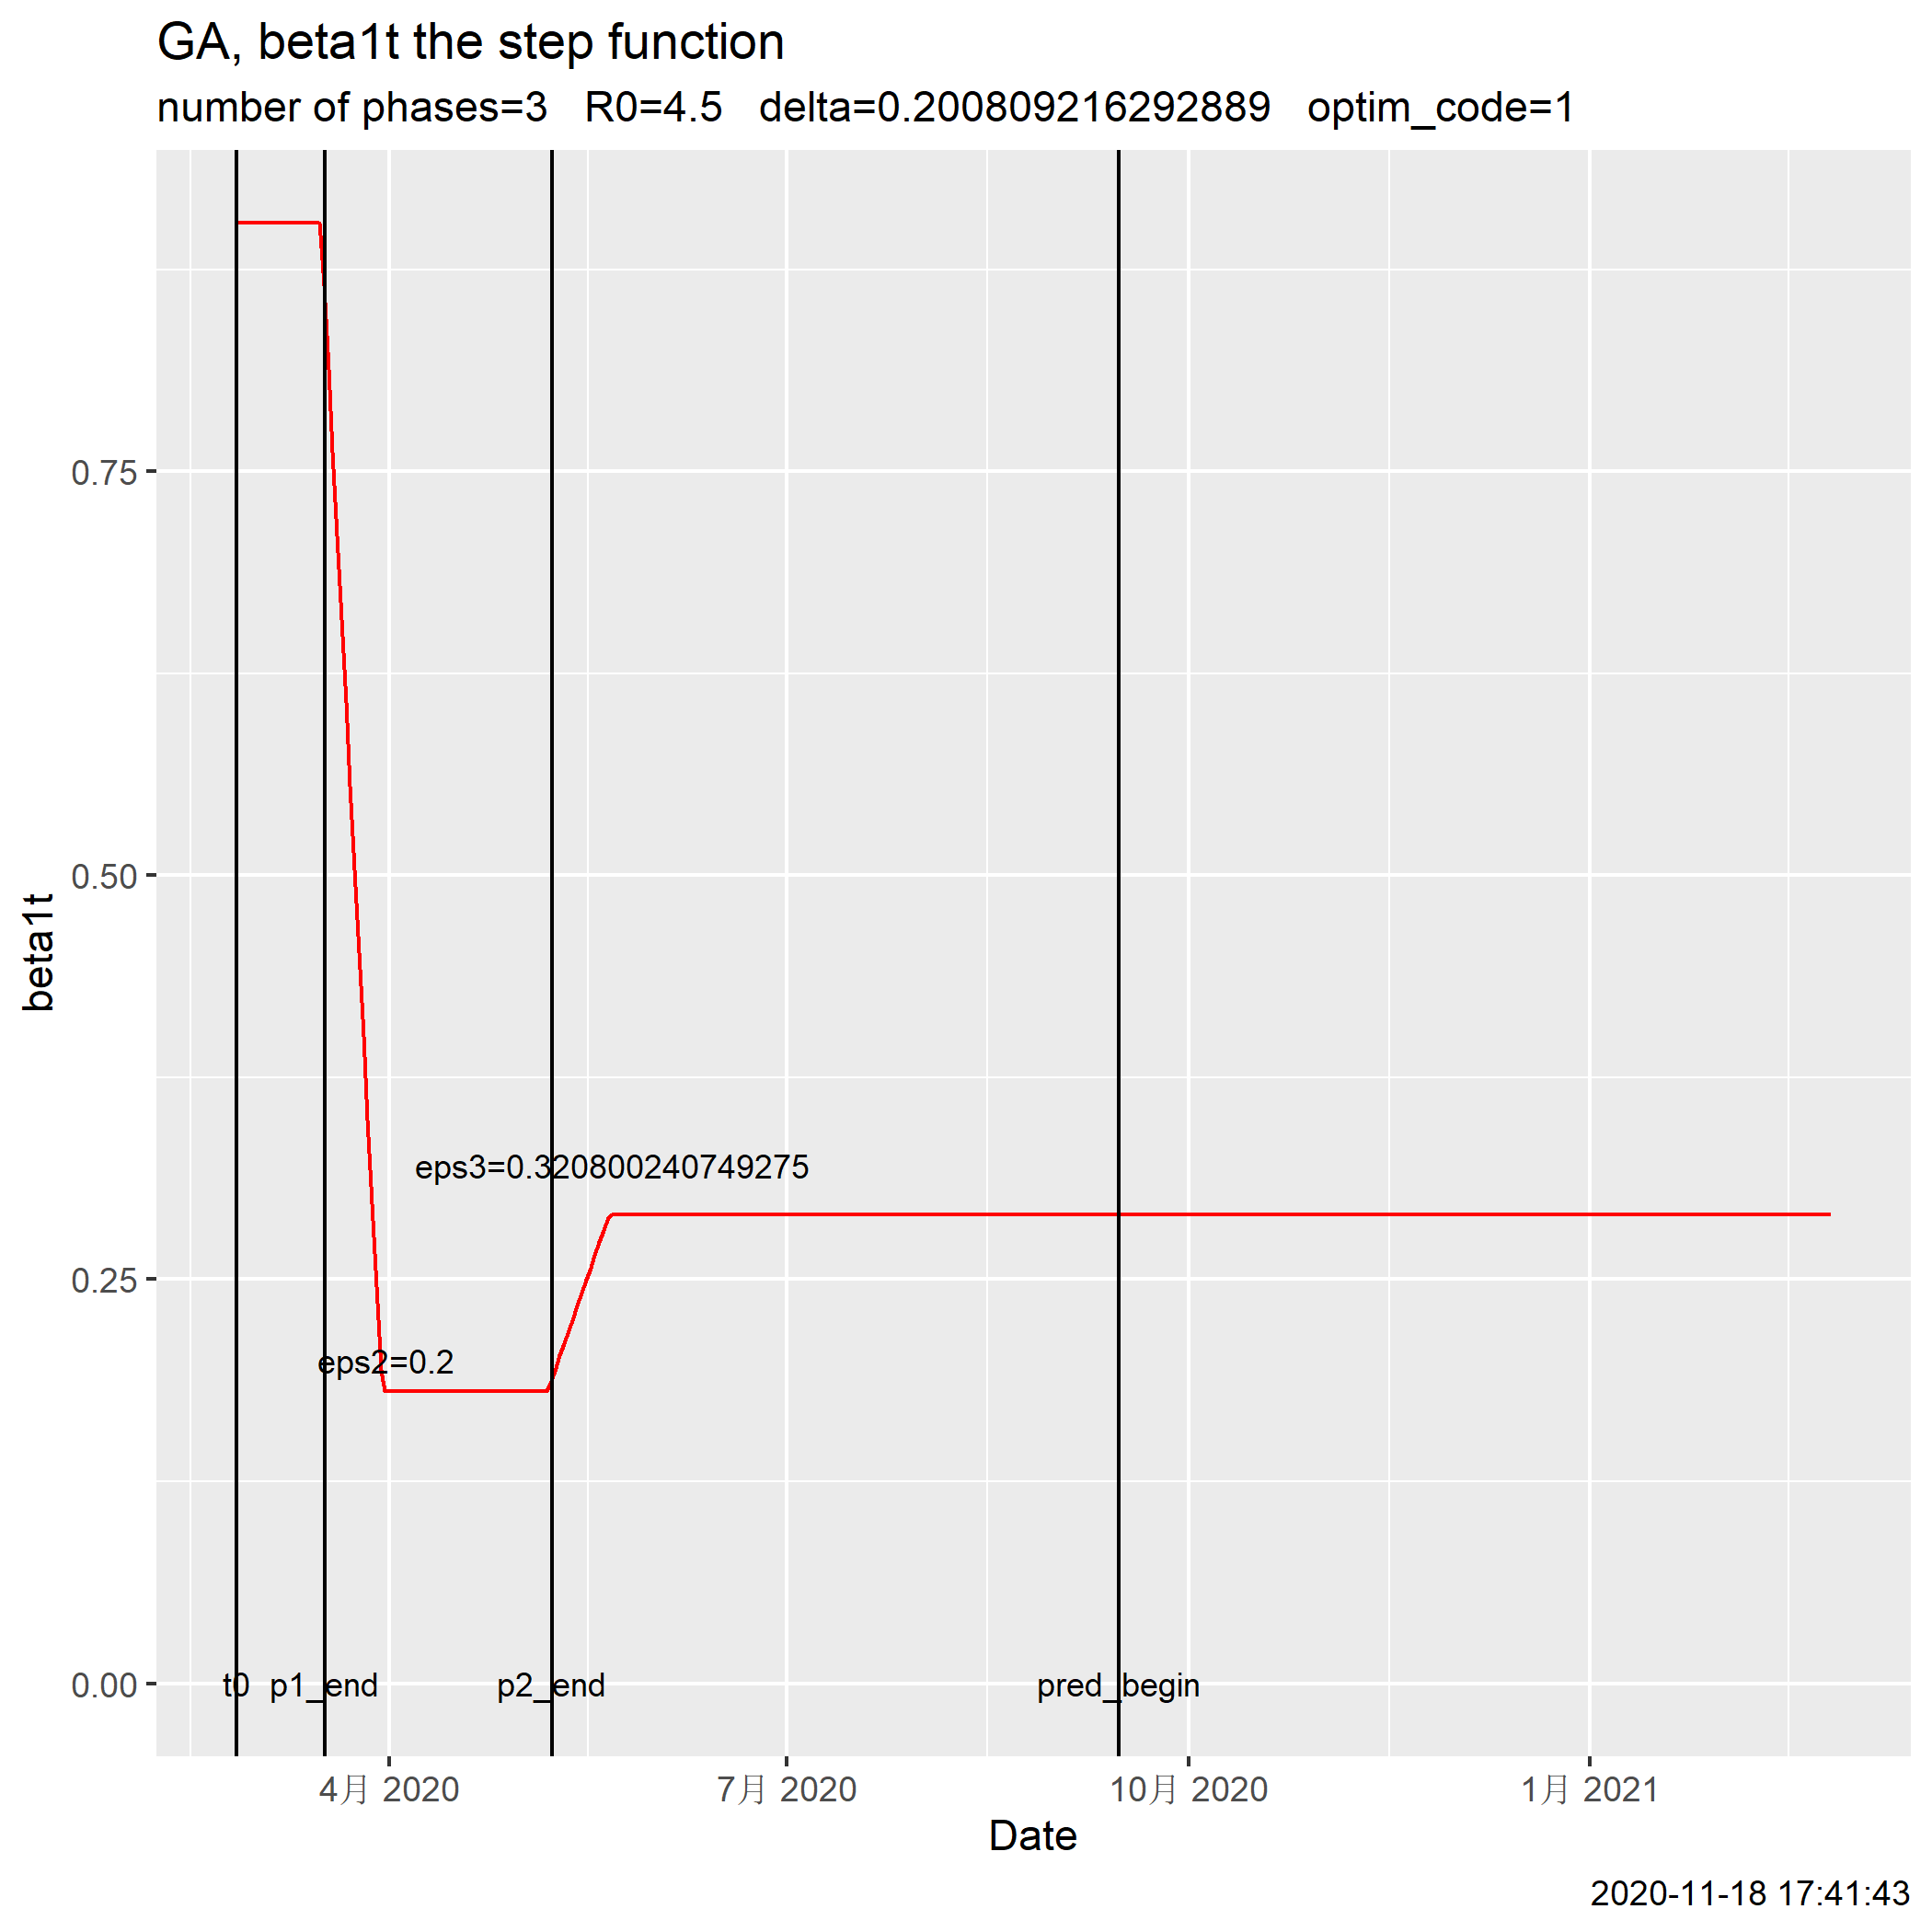 GA, beta1t the step function
number of phases=3   R0=4.5   delta=0.200809216292889   optim_code=1
0.75
0.50
0.25
0.00
beta1t
eps3=0.320800240749275
eps2=0.2
t0
p1_end
p2_end
pred_begin
4月 2020
7月 2020
10月 2020
1月 2021
Date
2020-11-18 17:41:43